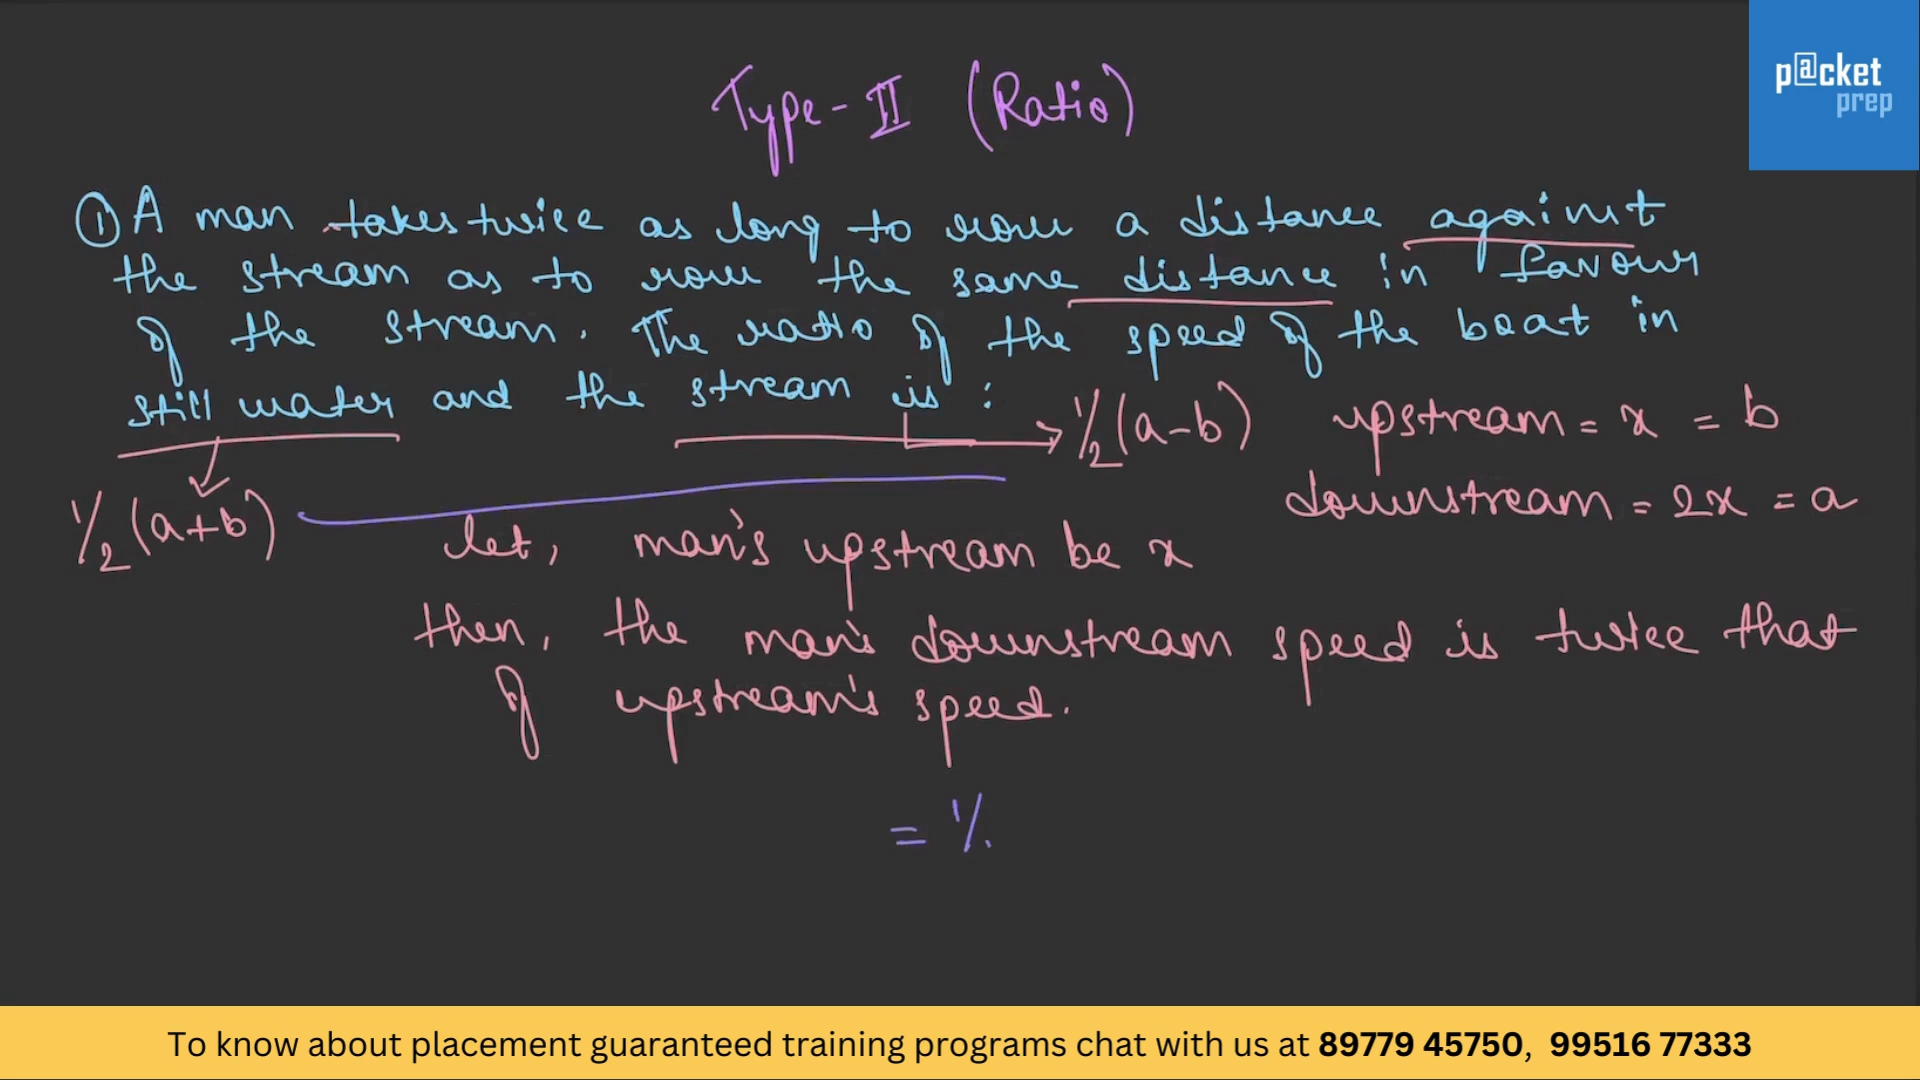 p@cket
prep
Type-II (Ratio)
① A man takes twice as long to row a distance against
the stream as to row the same distance in favour
of the stream. The ratio of the speed of the boat in
still water and the stream is :
1/2 (a-b)
upstream = x = b
downstream = 2x = a
1/2 (a+b)
let, man's upstream be x
then, the man's downstream speed is twice that
of upstream's speed.
= 1/.
To know about placement guaranteed training programs chat with us at 89779 45750, 99516 77333